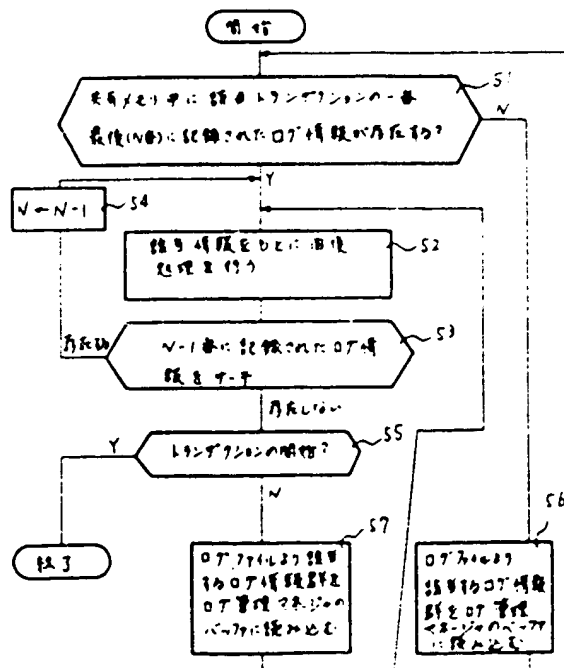 開始
共有メモリ中に該当トランザクションの一番
最後(N番)に記録されたログ情報が存在する?
51
N
Y
N←N-1
54
該当情報をもとに回復
処理を行う
52
存在する
N-1番に記録されたログ情
報をサーチ
53
存在しない
Y
トランザクションの開始?
55
N
終了
57
ログファイルより該当
するログ情報群を
ログ管理マネージャの
バッファに読み込む
56
ログファイルより
該当するログ情報
群をログ管理
マネージャのバッファ
に読み込む